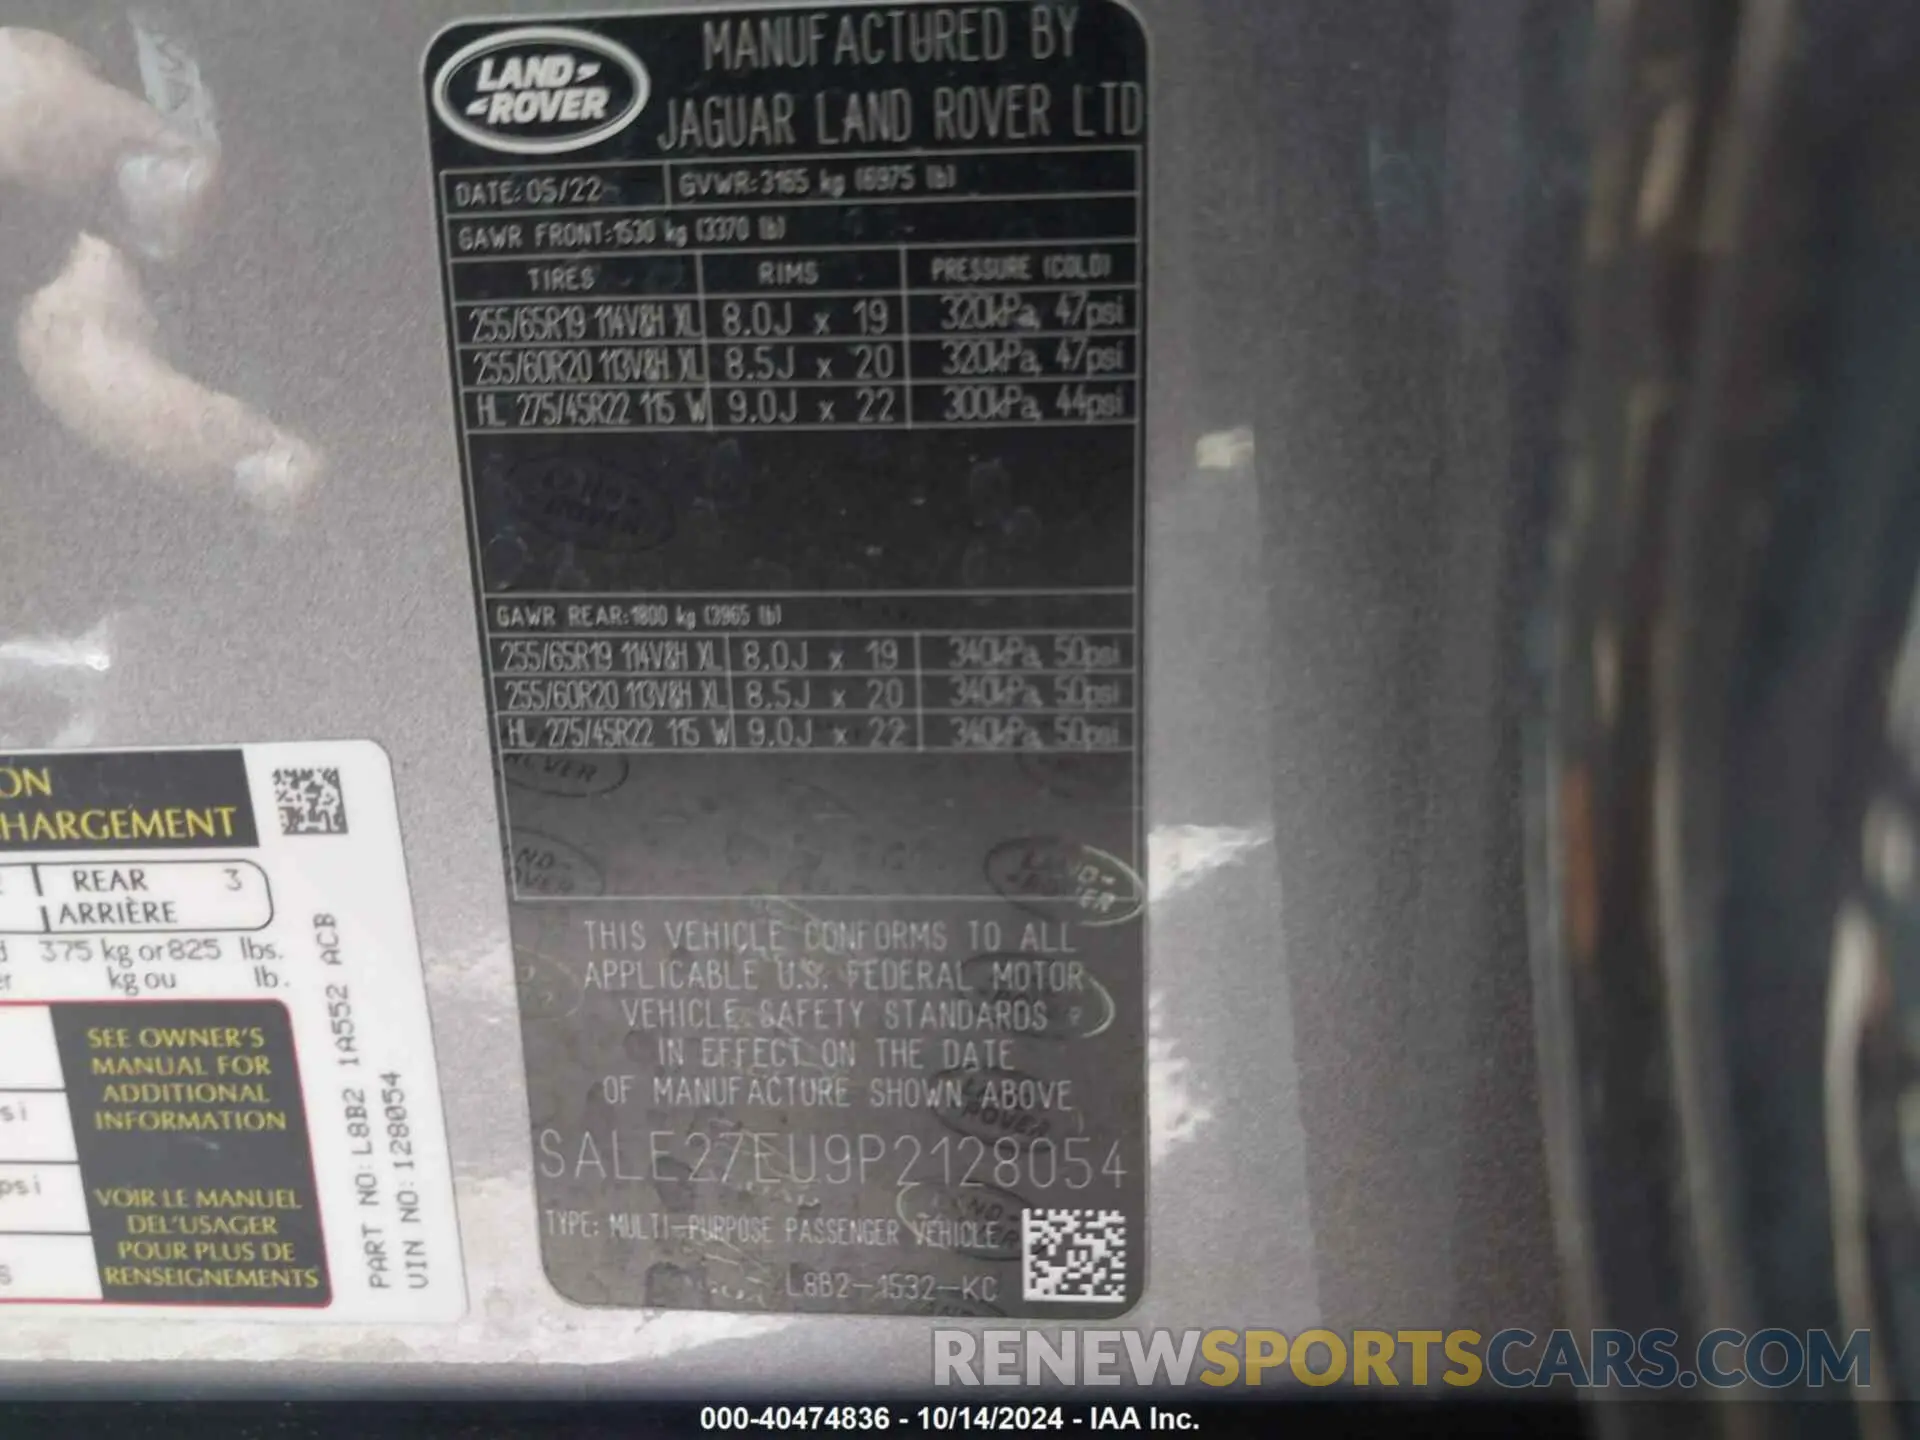 LAND ROVER
MANUFACTURED BY
JAGUAR LAND ROVER LTD
DATE: 05/22 GVWR:3165 kg (6975 lb)
GAWR FRONT:1530 kg (3370 lb)
TIRES RIMS PRESSURE (COLD)
255/65R19 114V&H XL 8.0J x 19 320kPa, 47psi
255/60R20 113V&H XL 8.5J x 20 320kPa, 47psi
HL 275/45R22 115 W 9.0J x 22 300kPa, 44psi
GAWR REAR:1800 kg (3965 lb)
255/65R19 114V&H XL 8.0J x 19 340kPa, 50psi
255/60R20 113V&H XL 8.5J x 20 340kPa, 50psi
HL 275/45R22 115 W 9.0J x 22 340kPa, 50psi
THIS VEHICLE CONFORMS TO ALL
APPLICABLE U.S. FEDERAL MOTOR
VEHICLE SAFETY STANDARDS
IN EFFECT ON THE DATE
OF MANUFACTURE SHOWN ABOVE
SALE27EU9P2128054
TYPE: MULTI-PURPOSE PASSENGER VEHICLE
L8B2-1532-KC
ON
HARGEMENT
REAR 3
ARRIÈRE
375 kg or 825 lbs.
kg ou lb.
SEE OWNER'S
MANUAL FOR
ADDITIONAL
INFORMATION
VOIR LE MANUEL
DEL'USAGER
POUR PLUS DE
RENSEIGNEMENTS
si
psi
PART NO:L8B2 1A552 ACB
VIN NO:128054
RENEWSPORTSCARS.COM
000-40474836 - 10/14/2024 - IAA Inc.